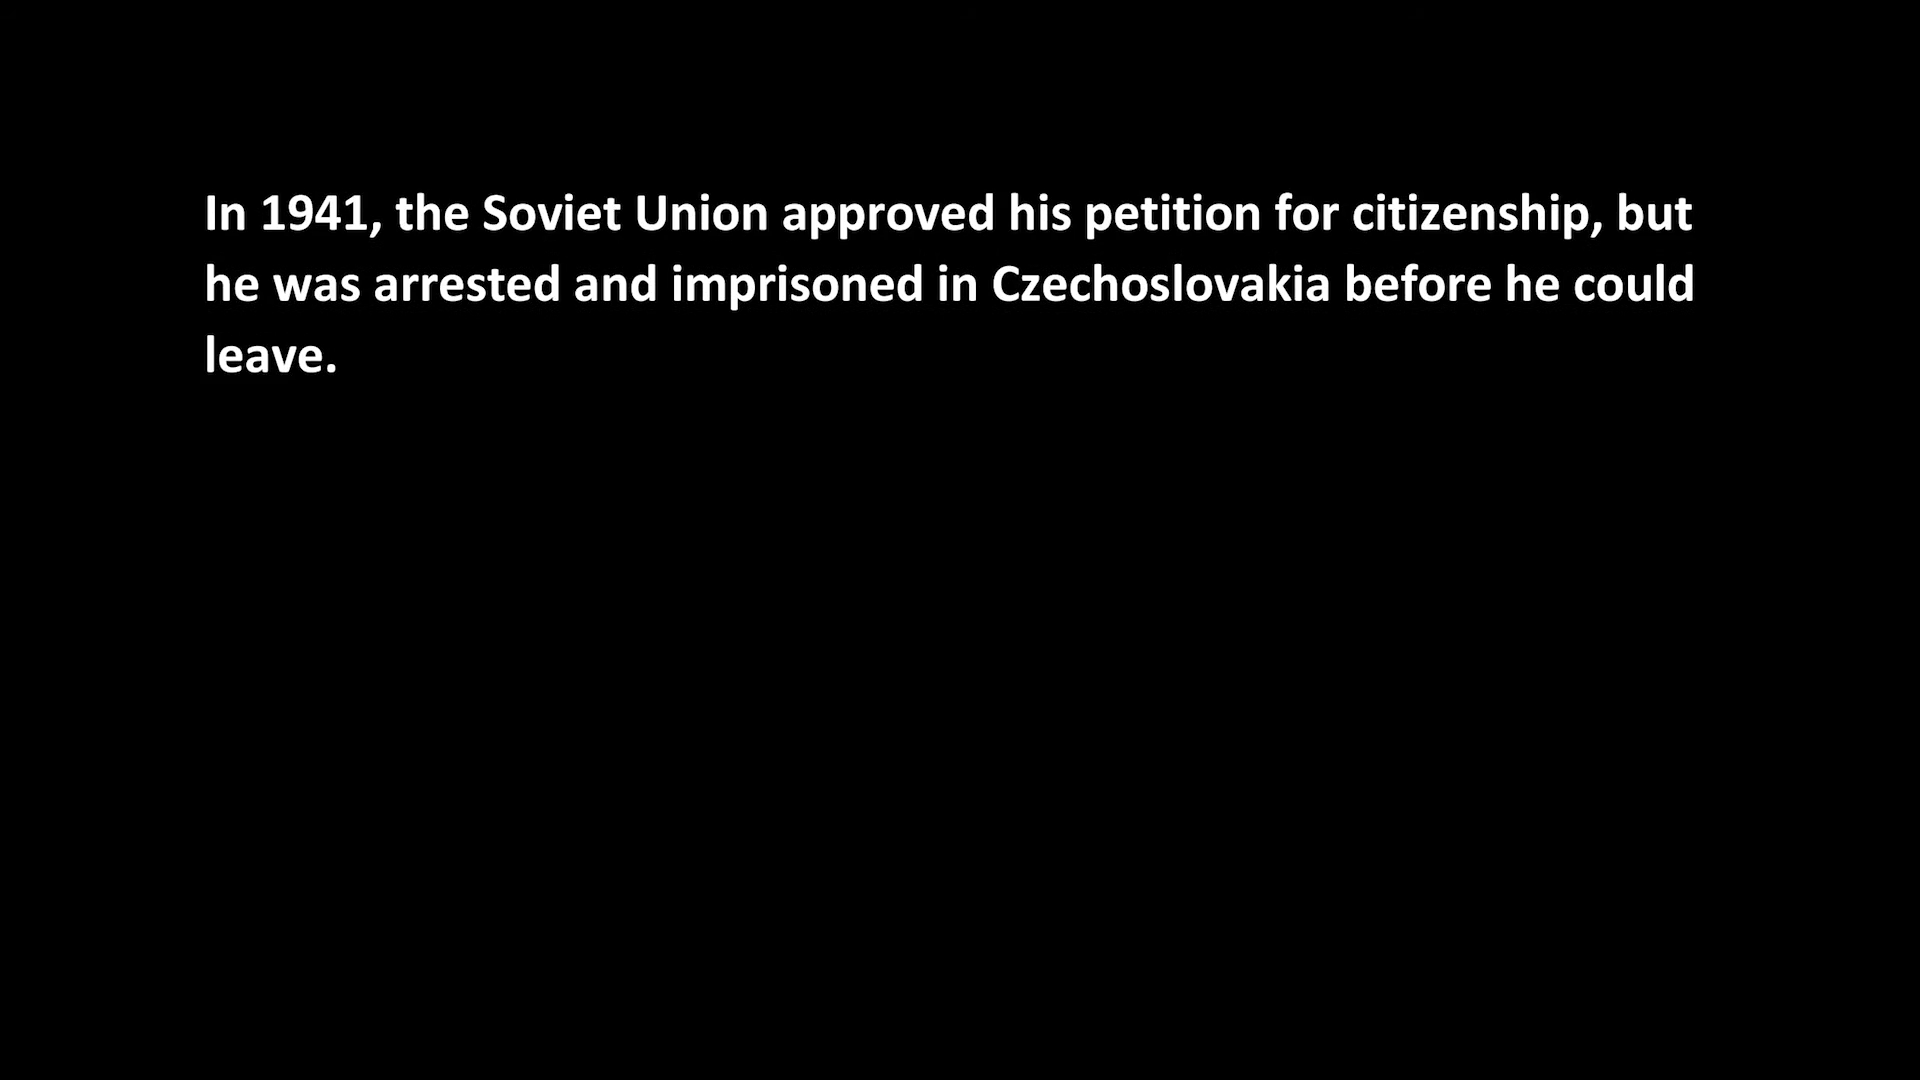 In 1941, the Soviet Union approved his petition for citizenship, but
he was arrested and imprisoned in Czechoslovakia before he could
leave.